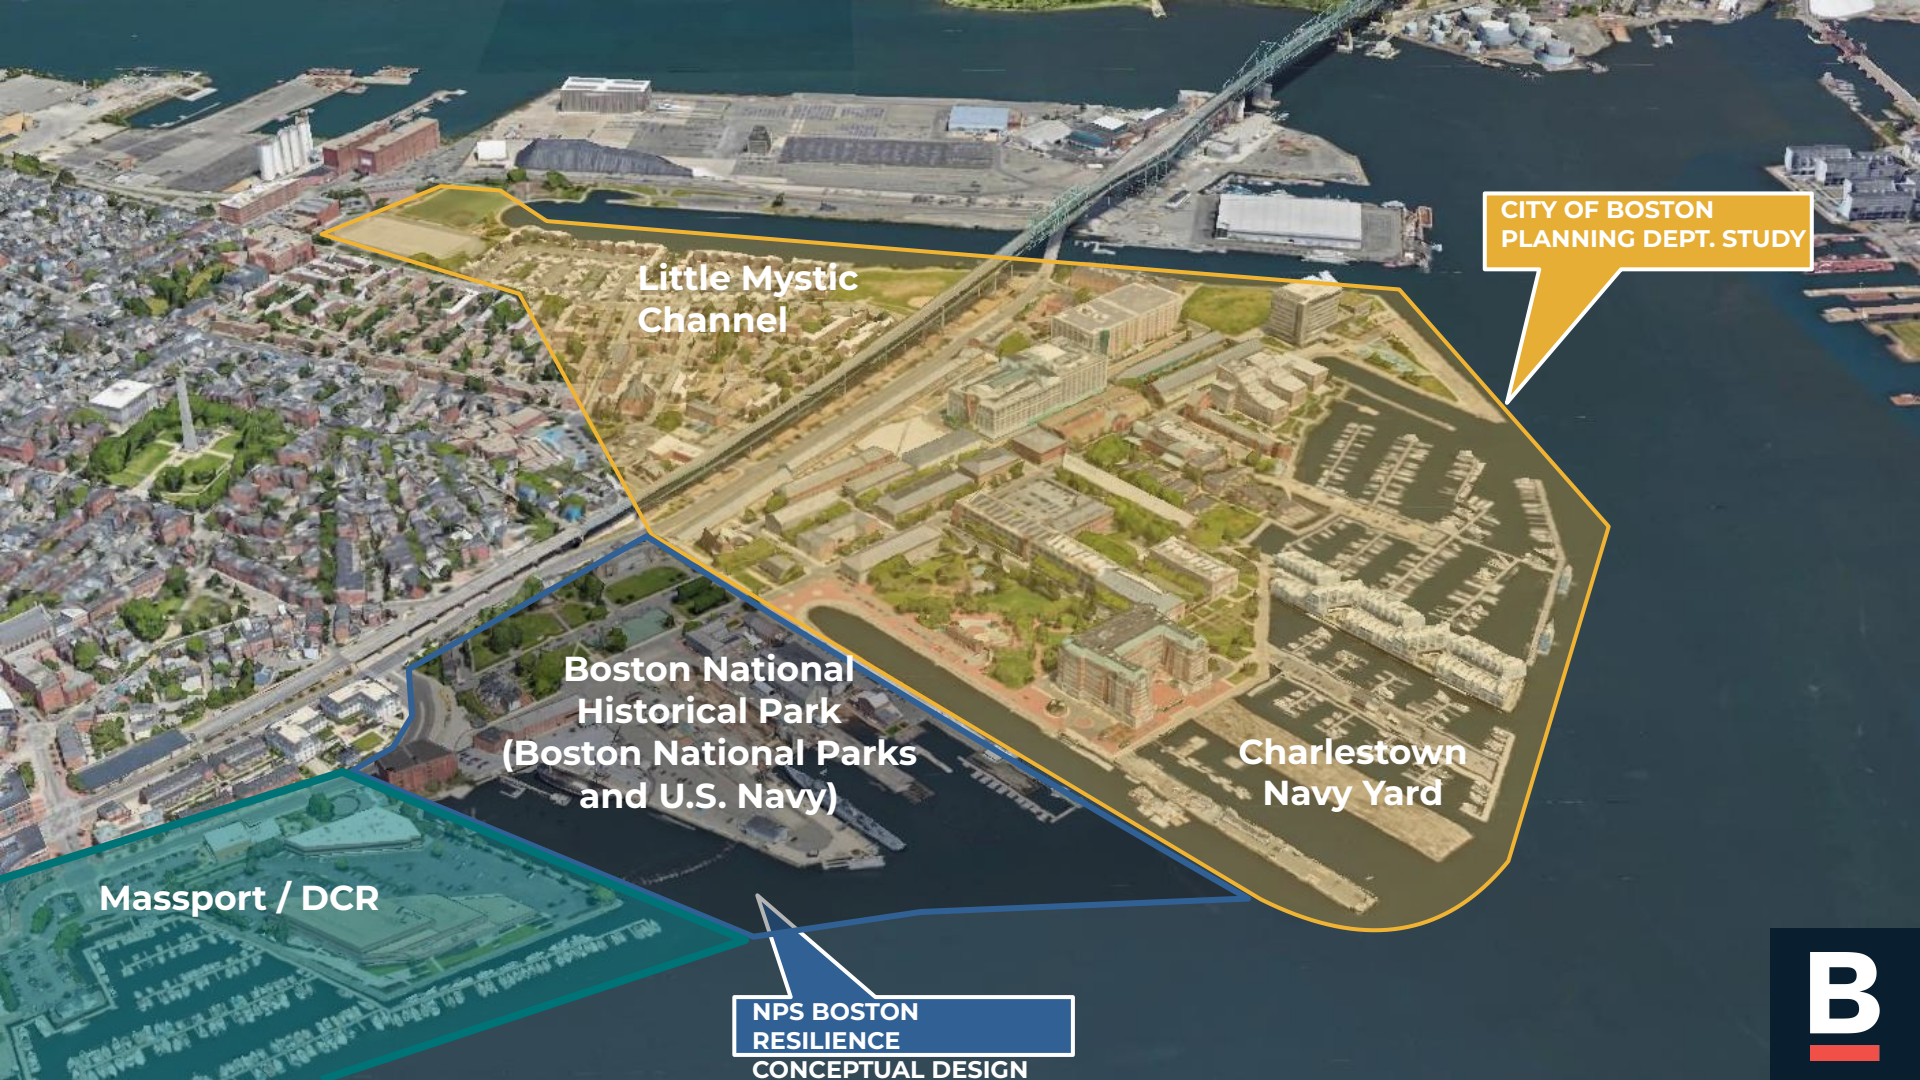 CITY OF BOSTON
PLANNING DEPT. STUDY
Little Mystic
Channel
Boston National
Historical Park
(Boston National Parks
and U.S. Navy)
Charlestown
Navy Yard
Massport / DCR
NPS BOSTON
RESILIENCE
CONCEPTUAL DESIGN
B